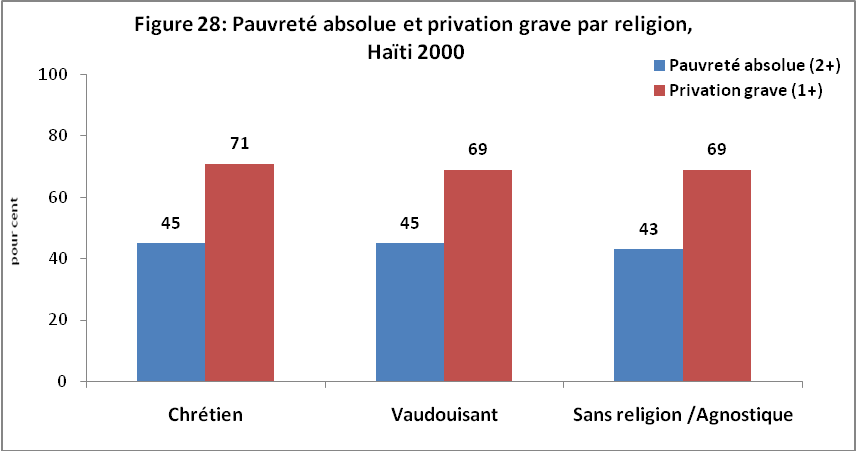 Figure 28: Pauvreté absolue et privation grave par religion,
Haïti 2000
Pauvreté absolue (2+)
Privation grave (1+)
pour cent
100
80
60
40
20
0
45
71
45
69
43
69
Chrétien
Vaudouisant
Sans religion /Agnostique